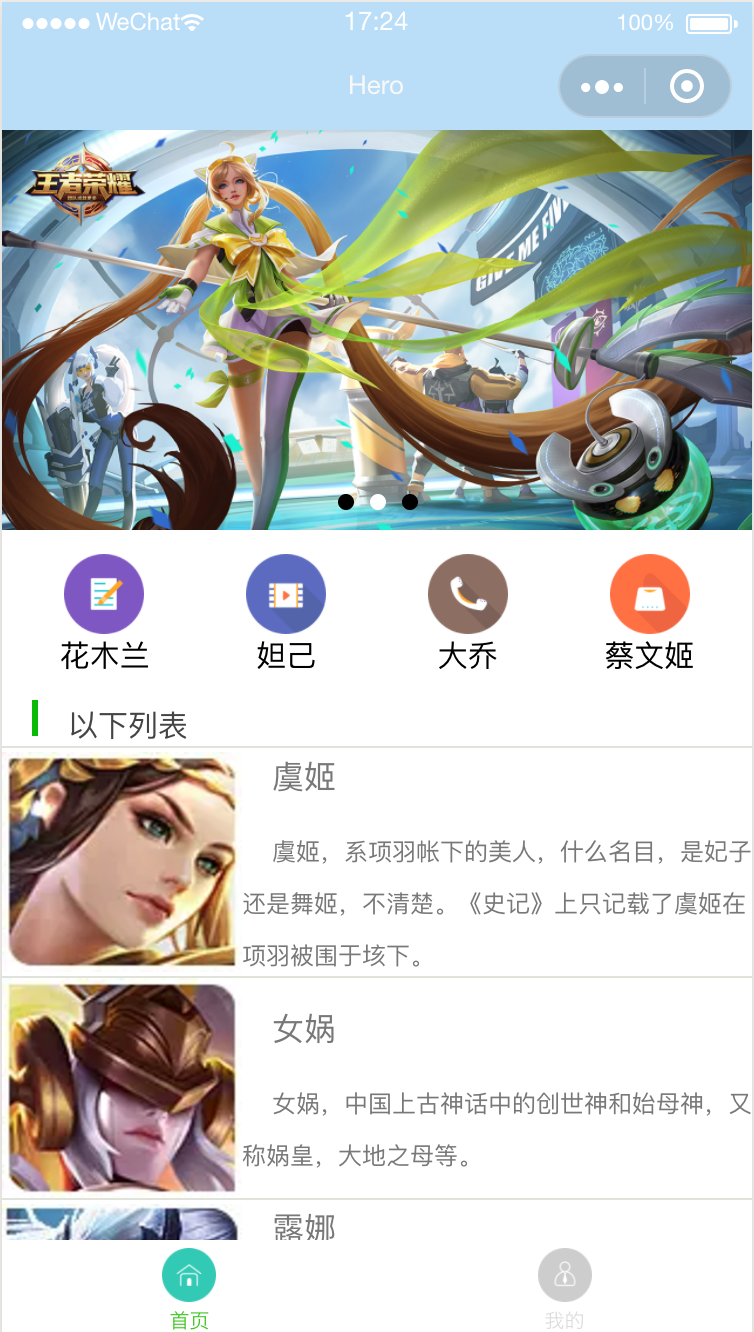 WeChat
17:24
100%
Hero
王者荣耀
GIVE ME FIVE
NO.1
花木兰
妲己
大乔
蔡文姬
以下列表
虞姬
虞姬，系项羽帐下的美人，什么名目，是妃子
还是舞姬，不清楚。《史记》上只记载了虞姬在
项羽被围于垓下。
女娲
女娲，中国上古神话中的创世神和始母神，又
称娲皇，大地之母等。
露娜
首页
我的